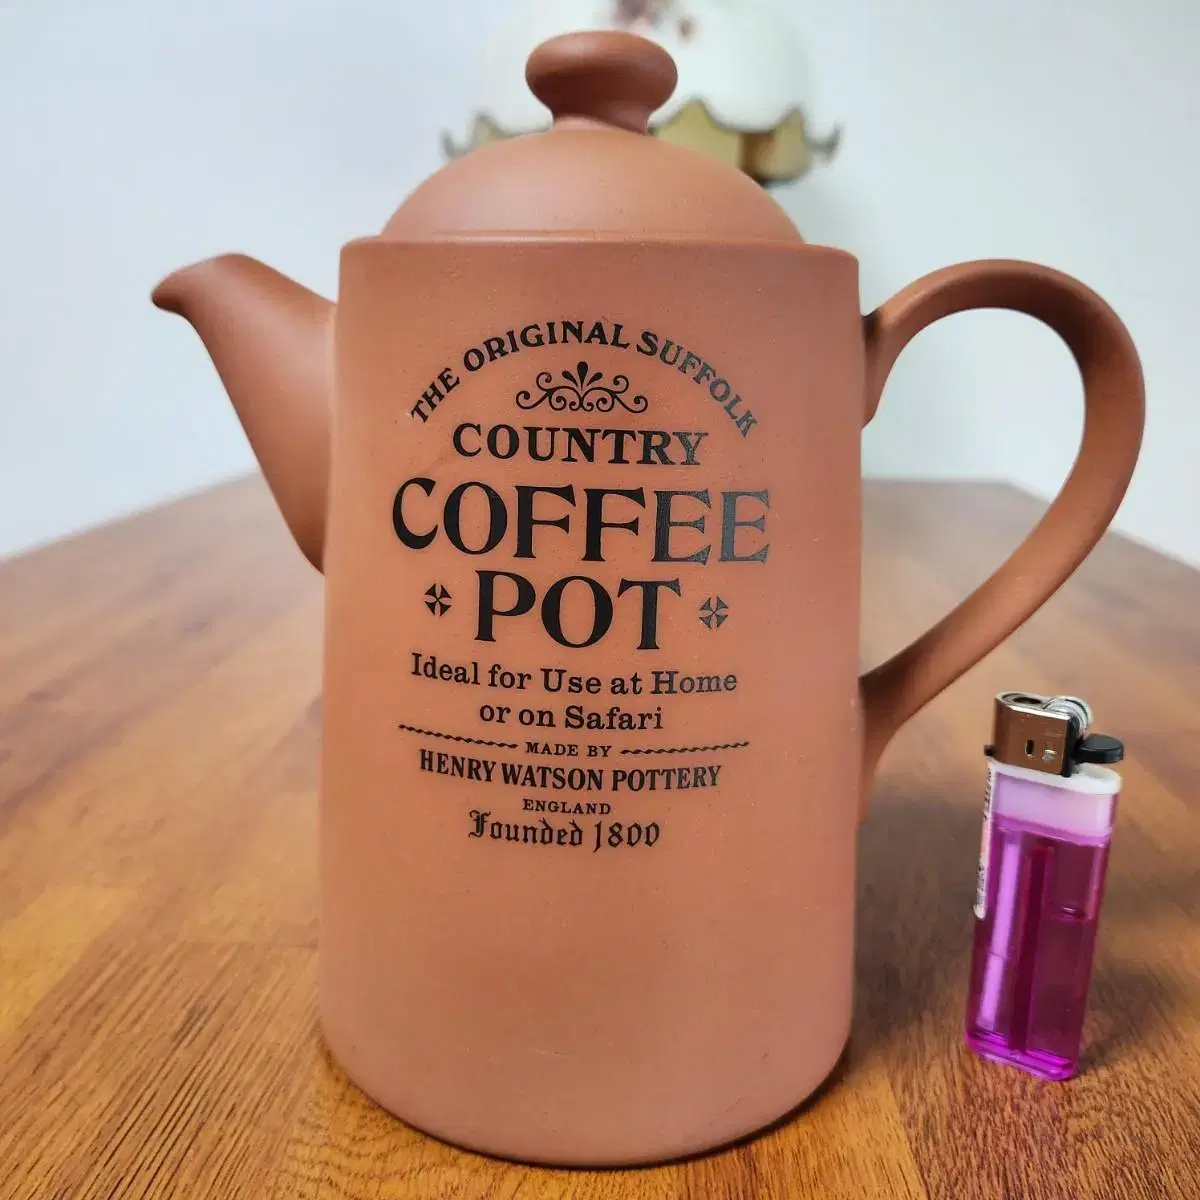 THE ORIGINAL SUFFOLK
COUNTRY
COFFEE
POT
Ideal for Use at Home
or on Safari
MADE BY
HENRY WATSON POTTERY
ENGLAND
Founded 1800